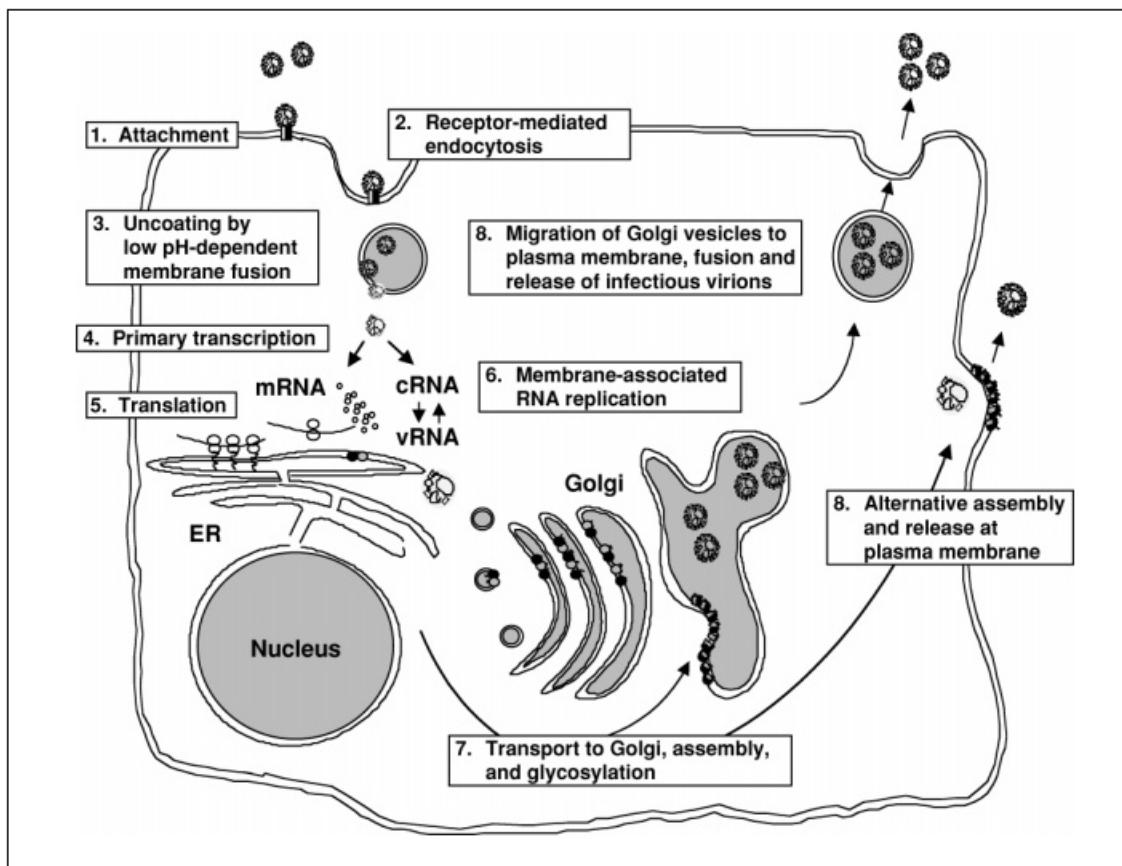 1. Attachment
2. Receptor-mediated
endocytosis
3. Uncoating by
low pH-dependent
membrane fusion
8. Migration of Golgi vesicles to
plasma membrane, fusion and
release of infectious virions
4. Primary transcription
mRNA
cRNA
vRNA
6. Membrane-associated
RNA replication
5. Translation
Golgi
ER
8. Alternative assembly
and release at
plasma membrane
Nucleus
7. Transport to Golgi, assembly,
and glycosylation